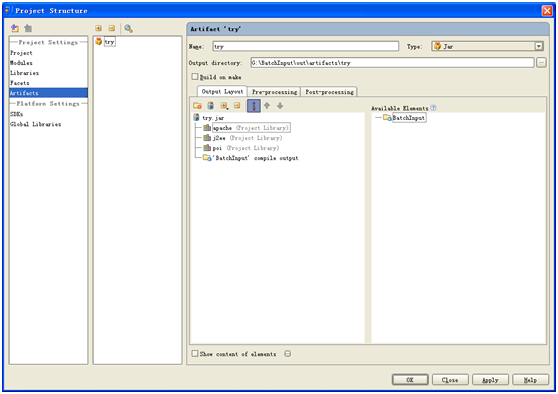 Project Structure
Project Settings
Project
Modules
Libraries
Facets
Artifacts
Platform Settings
SDKs
Global Libraries
try
Artifact 'try'
Name: try Type: Jar
Output directory: G:\BatchInput\out\artifacts\try
Build on make
Output Layout Pre-processing Post-processing
Available Elements
try.jar
apache (Project Library)
j2ee (Project Library)
poi (Project Library)
'BatchInput' compile output
BatchInput
Show content of elements
OK Close Apply Help